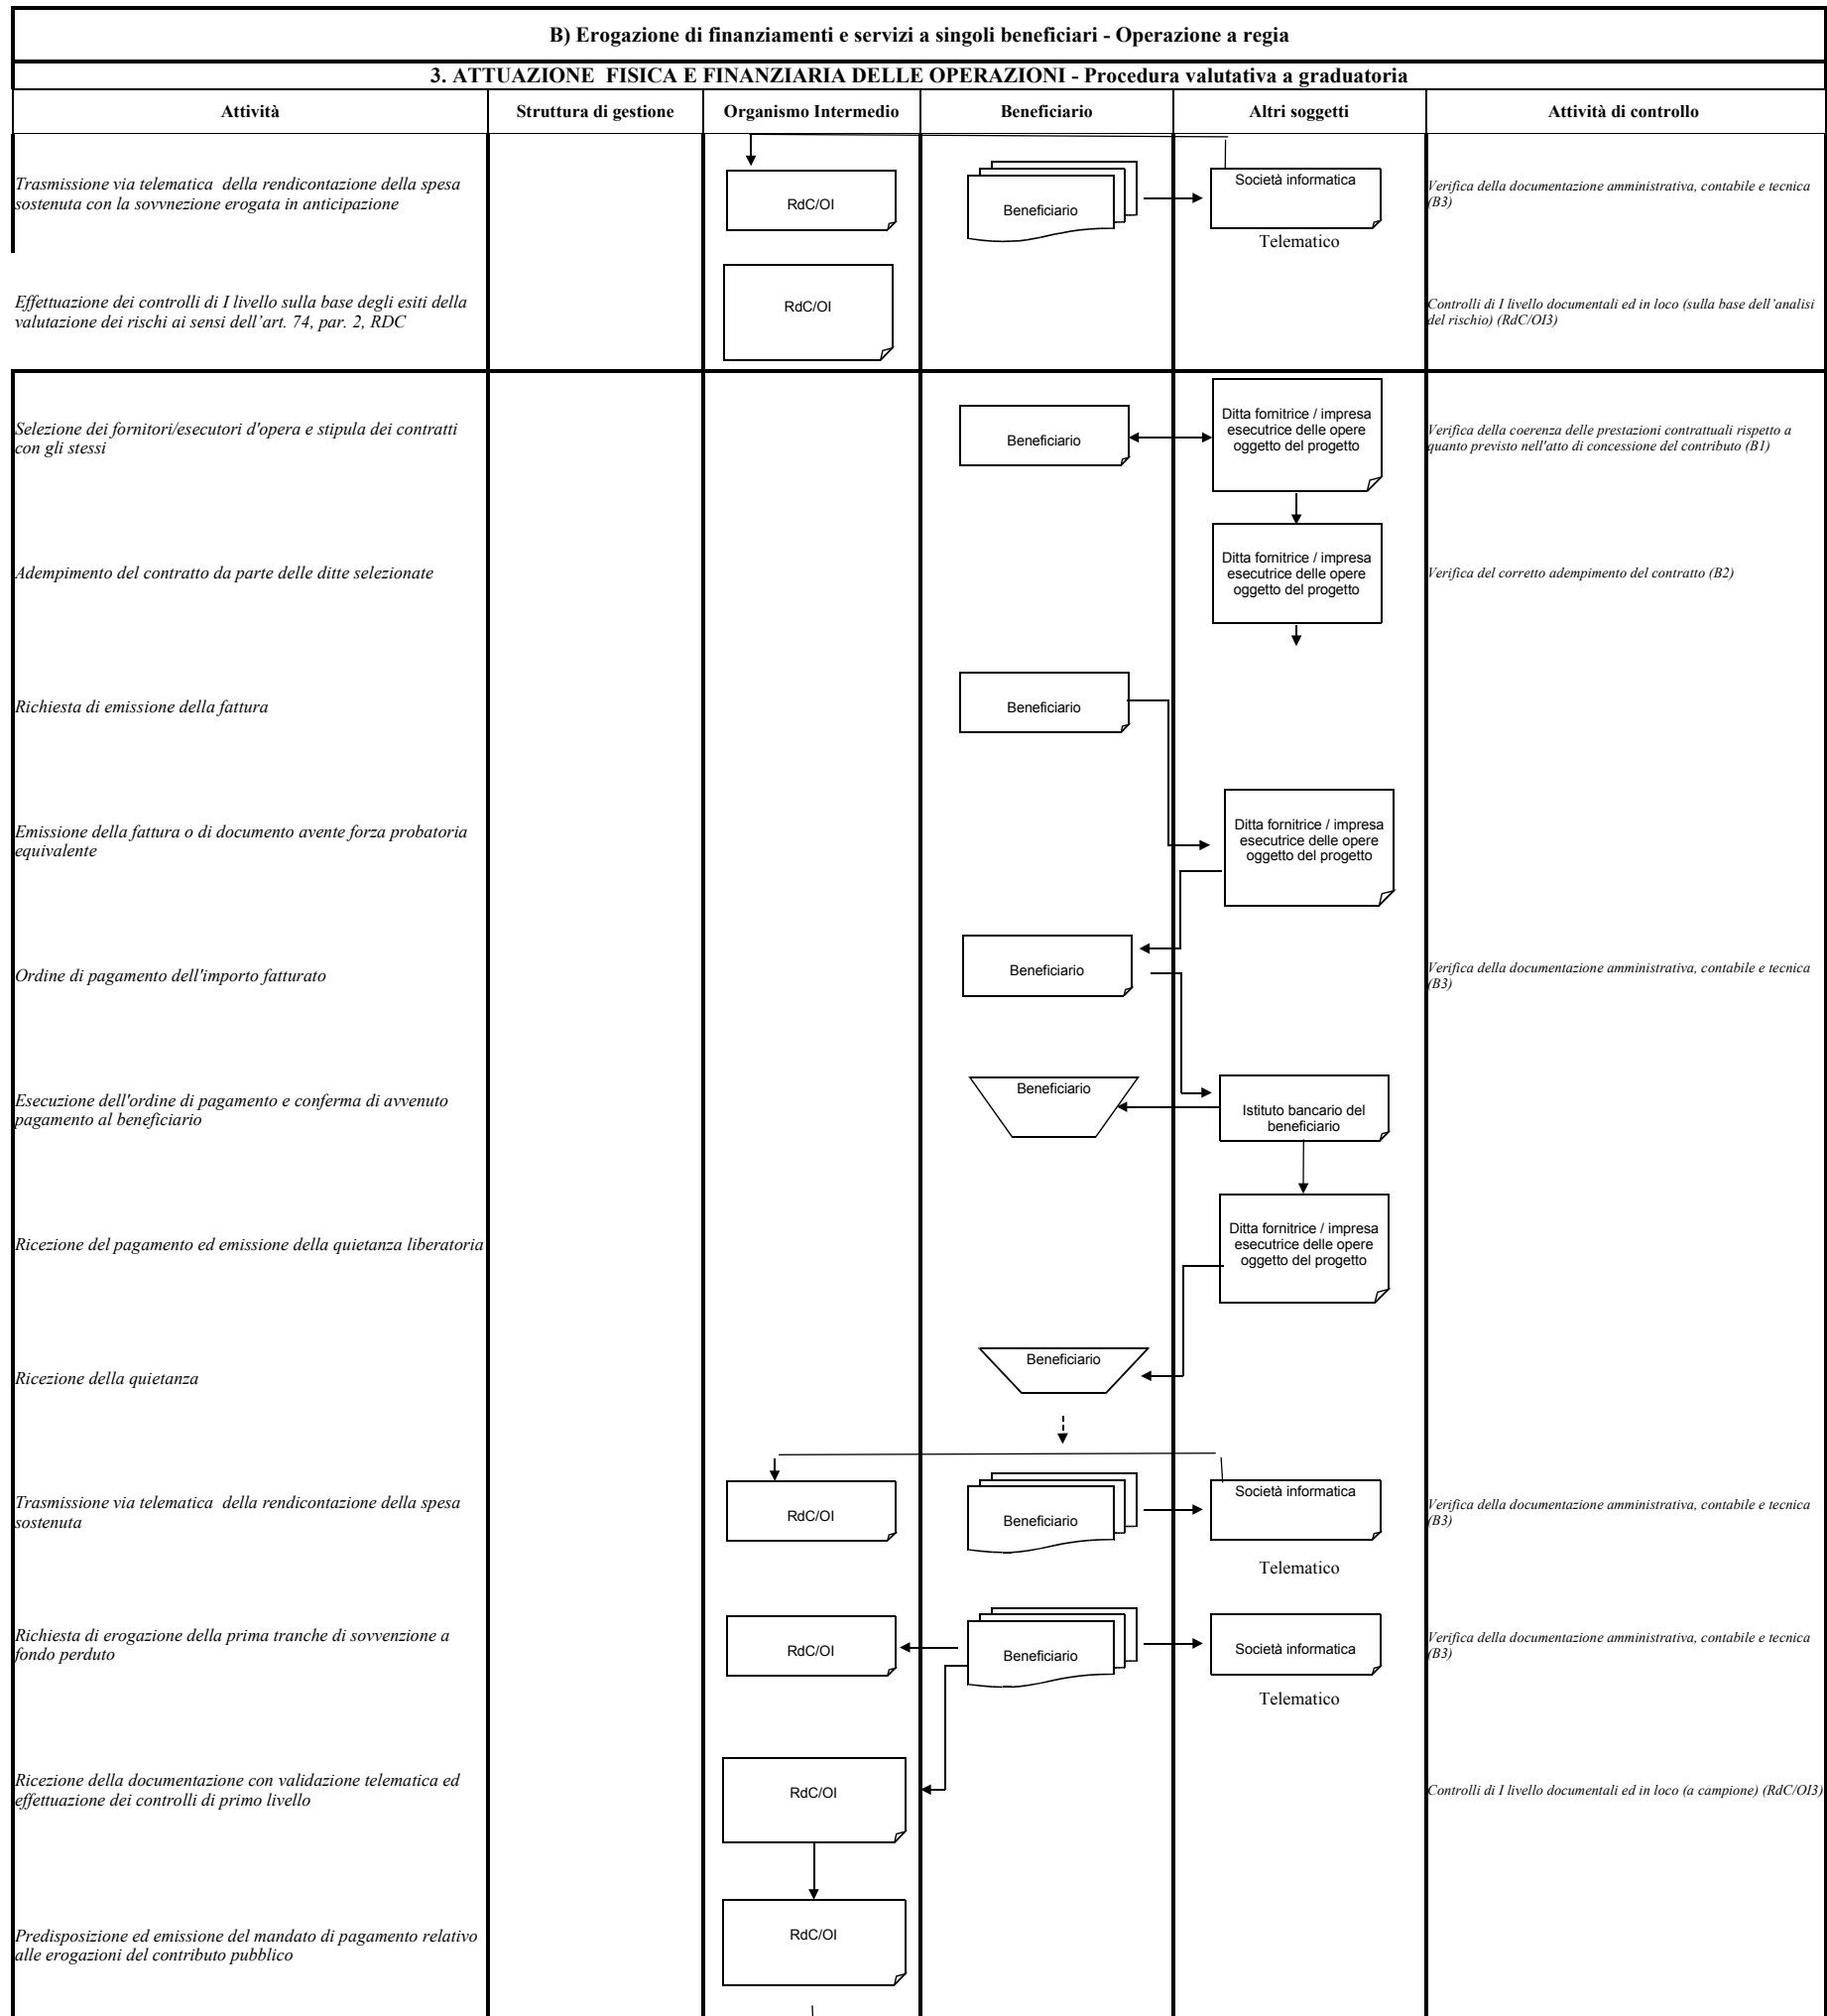 B) Erogazione di finanziamenti e servizi a singoli beneficiari - Operazione a regia
3. ATTUAZIONE FISICA E FINANZIARIA DELLE OPERAZIONI - Procedura valutativa a graduatoria
Attività
Struttura di gestione
Organismo Intermedio
Beneficiario
Altri soggetti
Attività di controllo
Trasmissione via telematica della rendicontazione della spesa
sostenuta con la sovvnezione erogata in anticipazione
RdC/OI
Beneficiario
Società informatica
Telematico
Verifica della documentazione amministrativa, contabile e tecnica
(B3)
Effettuazione dei controlli di I livello sulla base degli esiti della
valutazione dei rischi ai sensi dell'art. 74, par. 2, RDC
RdC/OI
Controlli di I livello documentali ed in loco (sulla base dell'analisi
del rischio) (RdC/OI3)
Selezione dei fornitori/esecutori d'opera e stipula dei contratti
con gli stessi
Beneficiario
Ditta fornitrice / impresa
esecutrice delle opere
oggetto del progetto
Verifica della coerenza delle prestazioni contrattuali rispetto a
quanto previsto nell'atto di concessione del contributo (B1)
Adempimento del contratto da parte delle ditte selezionate
Ditta fornitrice / impresa
esecutrice delle opere
oggetto del progetto
Verifica del corretto adempimento del contratto (B2)
Richiesta di emissione della fattura
Beneficiario
Emissione della fattura o di documento avente forza probatoria
equivalente
Ditta fornitrice / impresa
esecutrice delle opere
oggetto del progetto
Ordine di pagamento dell'importo fatturato
Beneficiario
Verifica della documentazione amministrativa, contabile e tecnica
(B3)
Esecuzione dell'ordine di pagamento e conferma di avvenuto
pagamento al beneficiario
Beneficiario
Istituto bancario del
beneficiario
Ricezione del pagamento ed emissione della quietanza liberatoria
Ditta fornitrice / impresa
esecutrice delle opere
oggetto del progetto
Ricezione della quietanza
Beneficiario
Trasmissione via telematica della rendicontazione della spesa
sostenuta
RdC/OI
Beneficiario
Società informatica
Telematico
Verifica della documentazione amministrativa, contabile e tecnica
(B3)
Richiesta di erogazione della prima tranche di sovvenzione a
fondo perduto
RdC/OI
Beneficiario
Società informatica
Telematico
Verifica della documentazione amministrativa, contabile e tecnica
(B3)
Ricezione della documentazione con validazione telematica ed
effettuazione dei controlli di primo livello
RdC/OI
Controlli di I livello documentali ed in loco (a campione) (RdC/OI3)
Predisposizione ed emissione del mandato di pagamento relativo
alle erogazioni del contributo pubblico
RdC/OI